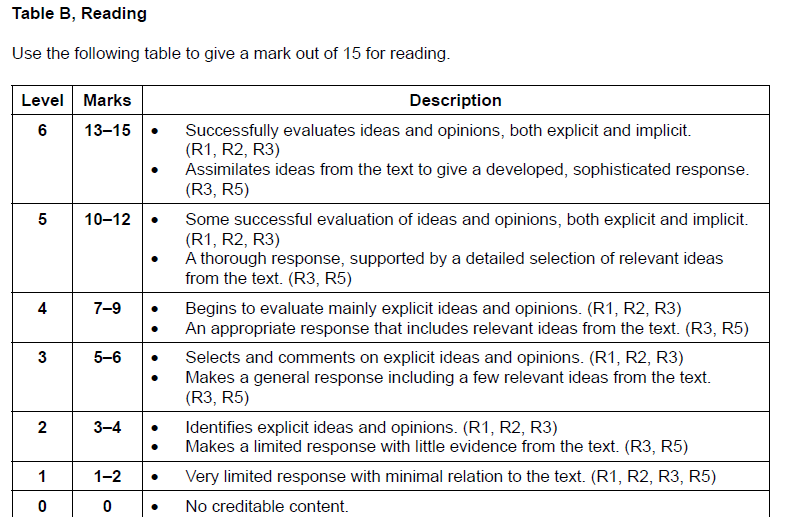 Table B, Reading
Use the following table to give a mark out of 15 for reading.
Level Marks Description
6 13–15 • Successfully evaluates ideas and opinions, both explicit and implicit.
(R1, R2, R3)
• Assimilates ideas from the text to give a developed, sophisticated response.
(R3, R5)
5 10–12 • Some successful evaluation of ideas and opinions, both explicit and implicit.
(R1, R2, R3)
• A thorough response, supported by a detailed selection of relevant ideas
from the text. (R3, R5)
4 7–9 • Begins to evaluate mainly explicit ideas and opinions. (R1, R2, R3)
• An appropriate response that includes relevant ideas from the text. (R3, R5)
3 5–6 • Selects and comments on explicit ideas and opinions. (R1, R2, R3)
• Makes a general response including a few relevant ideas from the text.
(R3, R5)
2 3–4 • Identifies explicit ideas and opinions. (R1, R2, R3)
• Makes a limited response with little evidence from the text. (R3, R5)
1 1–2 • Very limited response with minimal relation to the text. (R1, R2, R3, R5)
0 0 • No creditable content.